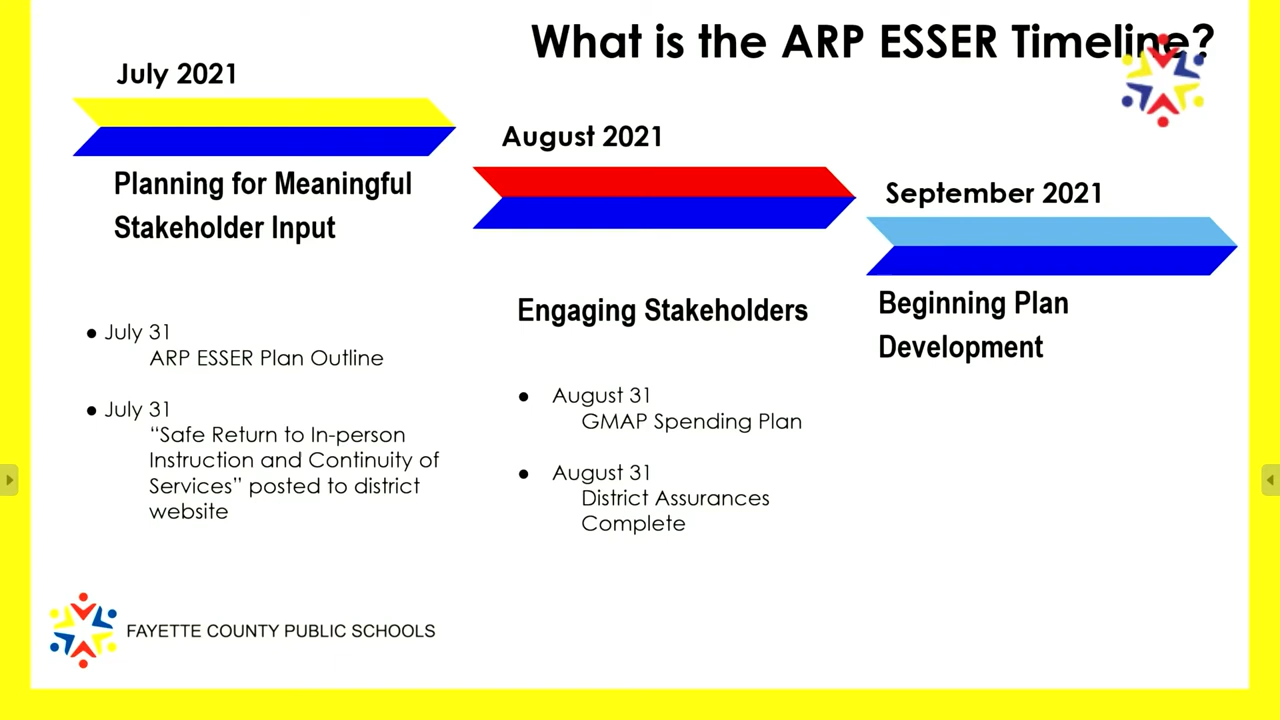 What is the ARP ESSER Timeline?
July 2021
Planning for Meaningful
Stakeholder Input
● July 31
ARP ESSER Plan Outline
● July 31
“Safe Return to In-person
Instruction and Continuity of
Services” posted to district
website
August 2021
Engaging Stakeholders
● August 31
GMAP Spending Plan
● August 31
District Assurances
Complete
September 2021
Beginning Plan
Development
FAYETTE COUNTY PUBLIC SCHOOLS